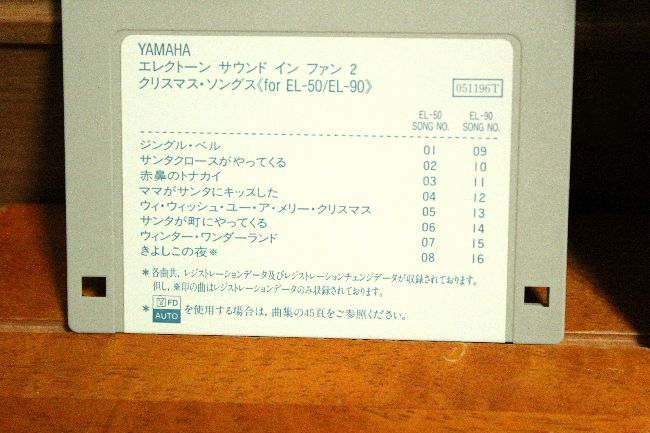 YAMAHA
エレクトーン サウンド イン ファン 2
クリスマス・ソングス《for EL-50/EL-90》
051196T
EL-50 SONG NO. EL-90 SONG NO.
ジングル・ベル 01 09
サンタクロースがやってくる 02 10
赤鼻のトナカイ 03 11
ママがサンタにキッスした 04 12
ウィ・ウィッシュ・ユー・ア・メリー・クリスマス 05 13
サンタが町にやってくる 06 14
ウィンター・ワンダーランド 07 15
きよしこの夜※ 08 16
＊各曲共，レジストレーションデータ及びレジストレーションチェンジデータが収録されております。
但し，※印の曲はレジストレーションデータのみ収録されております。
＊ FD AUTO を使用する場合は，曲集の45頁をご参照ください。